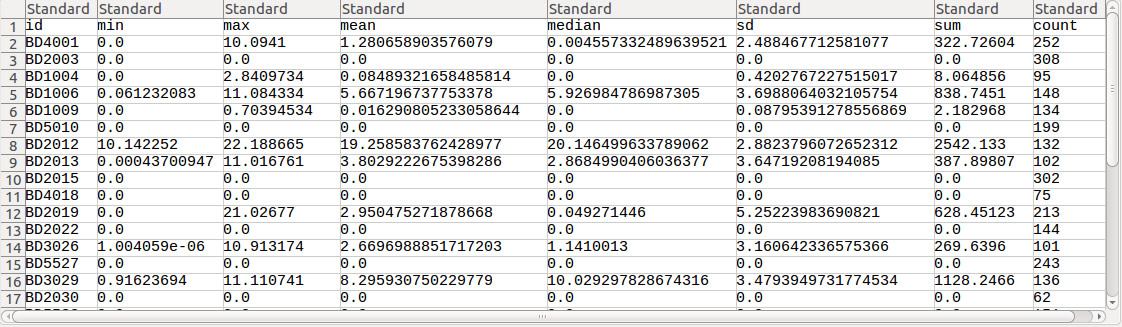 Standard Standard Standard Standard Standard Standard Standard Standard
1 id min max mean median sd sum count
2 BD4001 0.0 10.0941 1.280658903576079 0.004557332489639521 2.488467712581077 322.72604 252
3 BD2003 0.0 0.0 0.0 0.0 0.0 0.0 308
4 BD1004 0.0 2.8409734 0.08489321658485814 0.0 0.4202767227515017 8.064856 95
5 BD1006 0.061232083 11.084334 5.667196737753378 5.926984786987305 3.6988064032105754 838.7451 148
6 BD1009 0.0 0.70394534 0.016290805233058644 0.0 0.08795391278556869 2.182968 134
7 BD5010 0.0 0.0 0.0 0.0 0.0 0.0 199
8 BD2012 10.142252 22.188665 19.258583762428977 20.146499633789062 2.8823796072652312 2542.133 132
9 BD2013 0.00043700947 11.016761 3.8029222675398286 2.8684990406036377 3.64719208194085 387.89807 102
10 BD2015 0.0 0.0 0.0 0.0 0.0 0.0 302
11 BD4018 0.0 0.0 0.0 0.0 0.0 0.0 75
12 BD2019 0.0 21.02677 2.950475271878668 0.049271446 5.25223983690821 628.45123 213
13 BD2022 0.0 0.0 0.0 0.0 0.0 0.0 144
14 BD3026 1.004059e-06 10.913174 2.6696988851717203 1.1410013 3.160642336575366 269.6396 101
15 BD5527 0.0 0.0 0.0 0.0 0.0 0.0 243
16 BD3029 0.91623694 11.110741 8.295930750229779 10.029297828674316 3.4793949731774534 1128.2466 136
17 BD2030 0.0 0.0 0.0 0.0 0.0 0.0 62